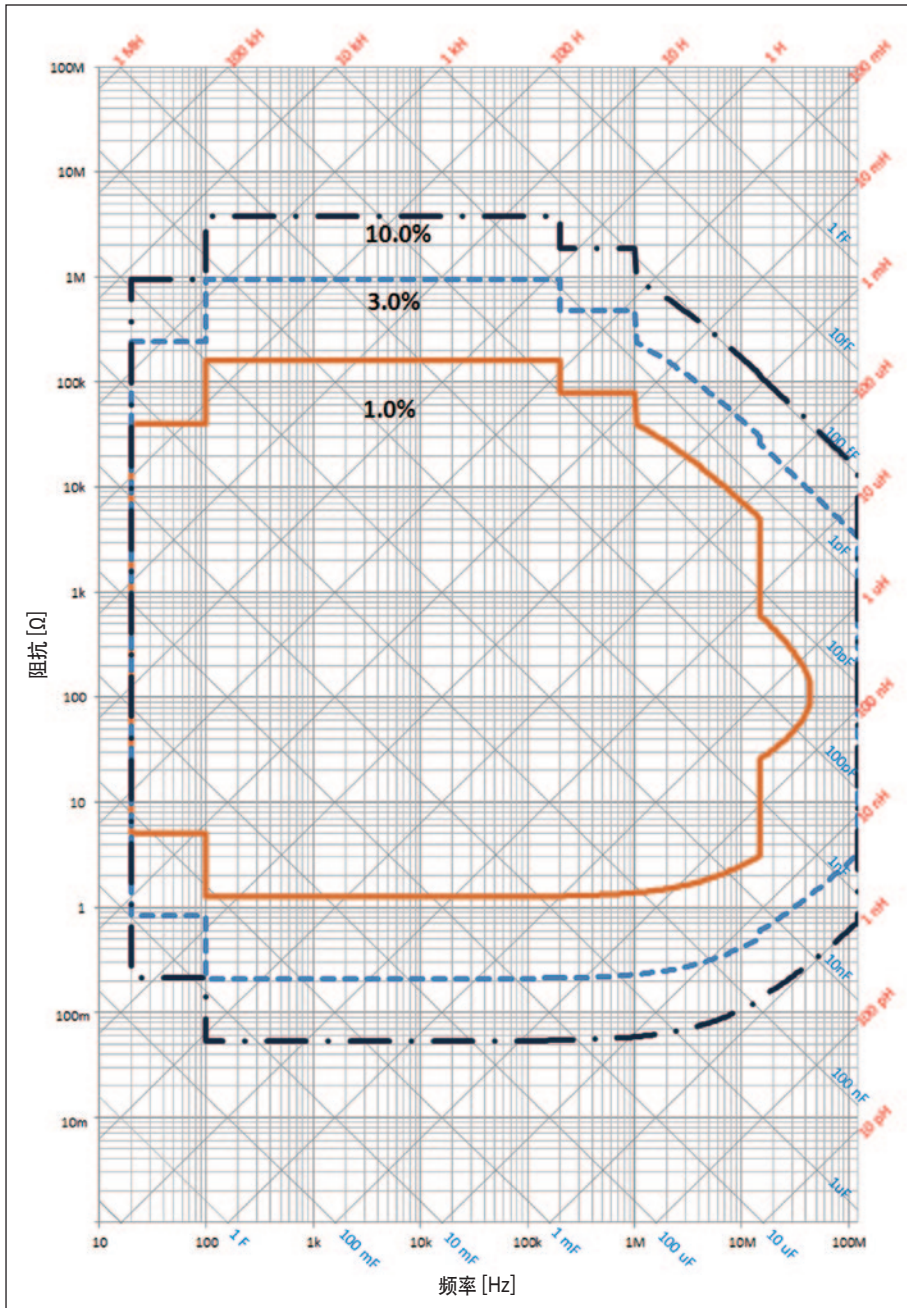 1 MH
100 kH
10 kH
1 kH
100 H
10 H
1 H
100 mH
100M
10M
1M
100k
10k
1k
100
10
1
100m
10m
阻抗 [Ω]
10.0%
3.0%
1.0%
10 mH
1 fF
1 mH
10fF
100 uH
100 fF
10 uH
1pF
1 uH
10pF
100 nH
100pF
10 nH
1nF
1 nH
10nF
100 pH
100 nF
10 pH
1uF
10
100
1 F
1k
100 mF
10k
10 mF
100k
1 mF
1M
100 uF
10M
10 uF
100M
频率 [Hz]